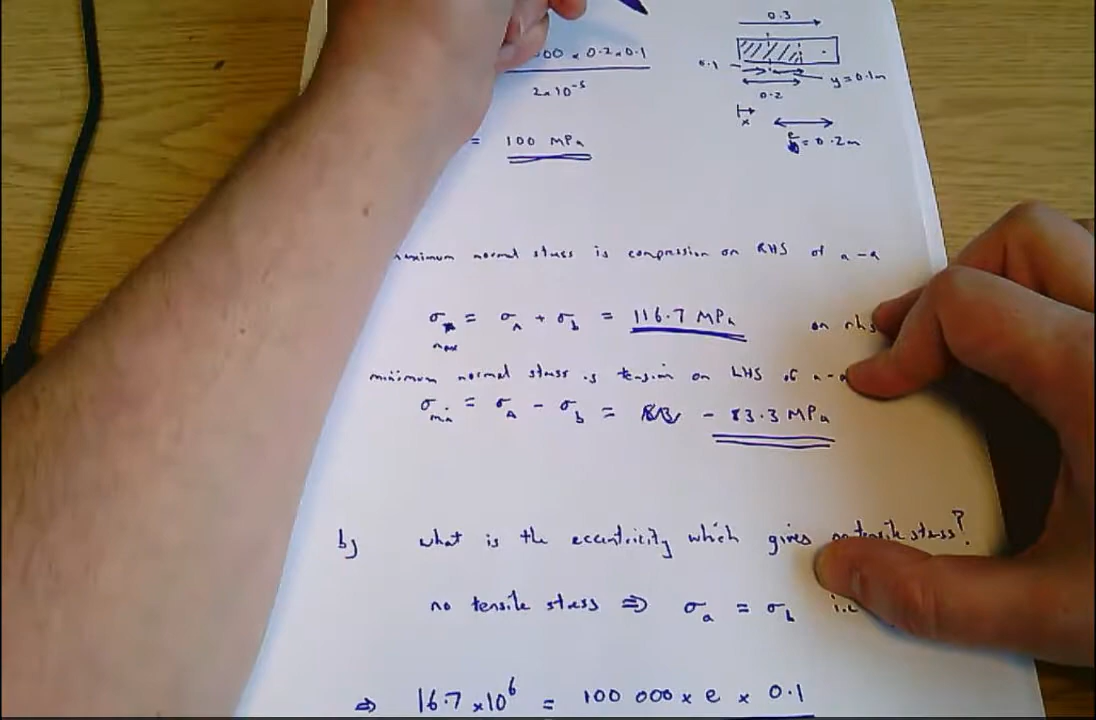 0.3
00 x 0.2 x 0.1
2 x 10⁻⁵
0.1
y = 0.1m
0.2
x
= 100 MPa
e = 0.2m
maximum normal stress is compression on RHS of a-a
σmax = σa + σb = 116.7 MPa on rhs
minimum normal stress is tension on LHS of a-a
σmin = σa - σb = - 83.3 MPa
b) what is the eccentricity which gives no tensile stress?
no tensile stress ⇒ σa = σb i.e
⇒ 16.7 x 10⁶ = 100 000 x e x 0.1